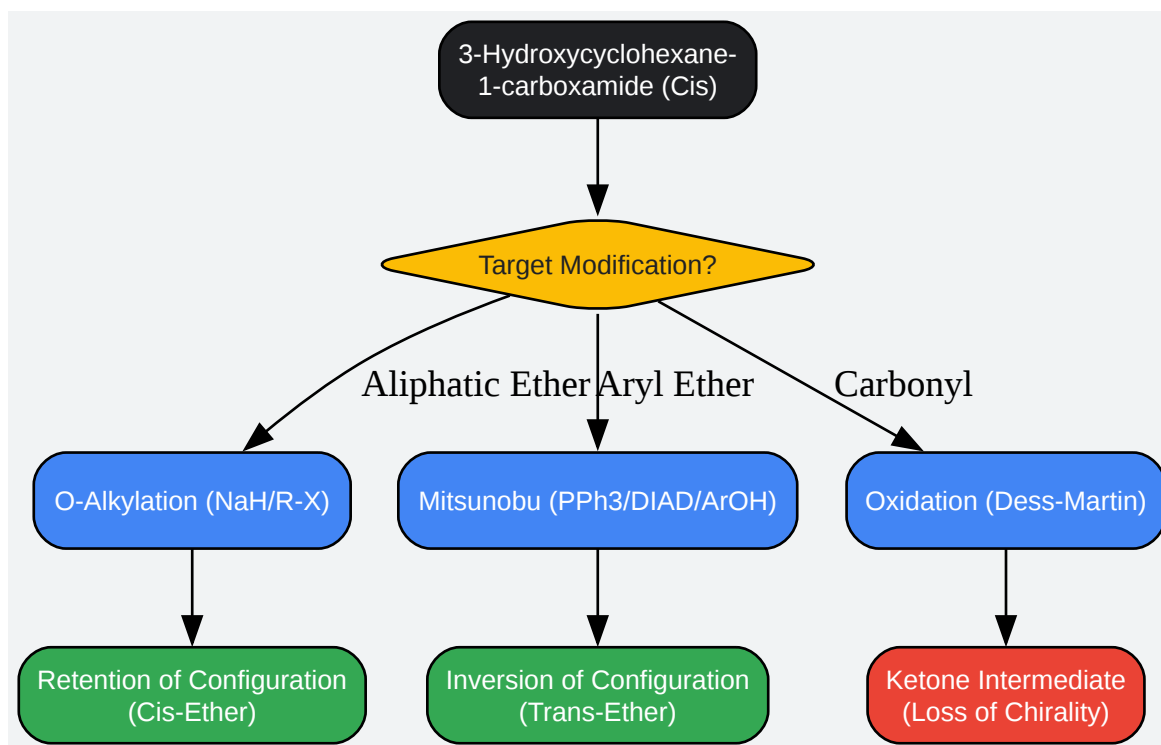 3-Hydroxycyclohexane-
1-carboxamide (Cis)
Target Modification?
Aliphatic Ether
Aryl Ether
Carbonyl
O-Alkylation (NaH/R-X)
Mitsunobu (PPh3/DIAD/ArOH)
Oxidation (Dess-Martin)
Retention of Configuration
(Cis-Ether)
Inversion of Configuration
(Trans-Ether)
Ketone Intermediate
(Loss of Chirality)